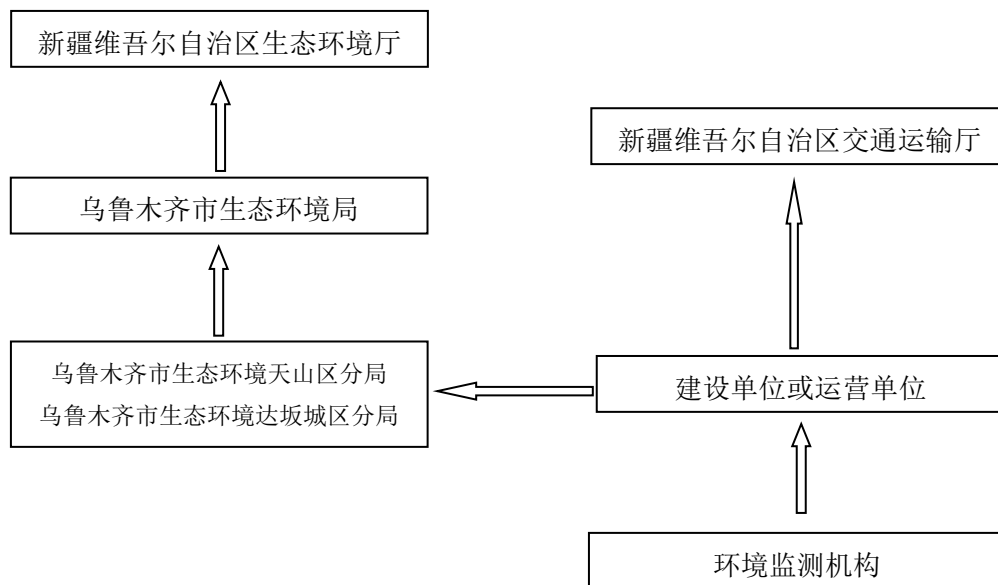 新疆维吾尔自治区生态环境厅
新疆维吾尔自治区交通运输厅
乌鲁木齐市生态环境局
乌鲁木齐市生态环境天山区分局
乌鲁木齐市生态环境达坂城区分局
建设单位或运营单位
环境监测机构